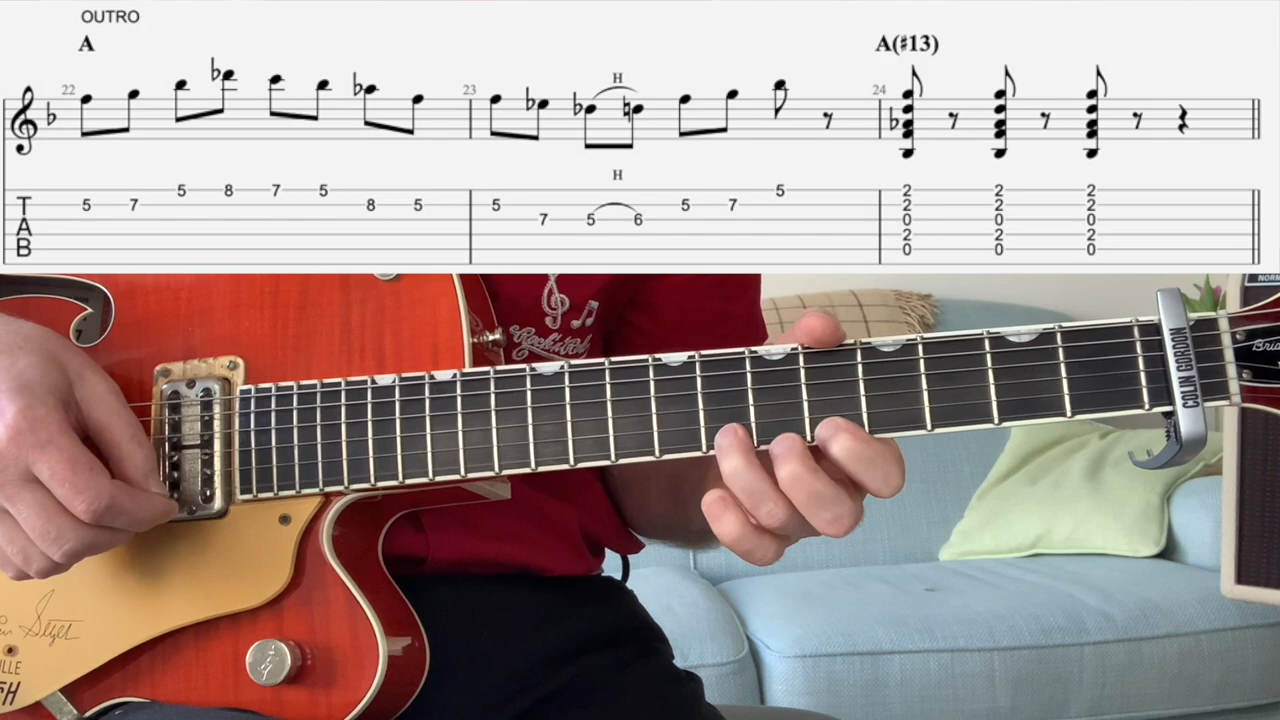 OUTRO
A A(♯13)
22 23 H 24
H
5 7 5 8 7 5 8 5 5 7 5 6 5 7 5
T
A
B
2 2 2
2 2 2
0 0 0
2 2 2
0 0 0
Rock'n'Rob
COLIN GORDON
NORM